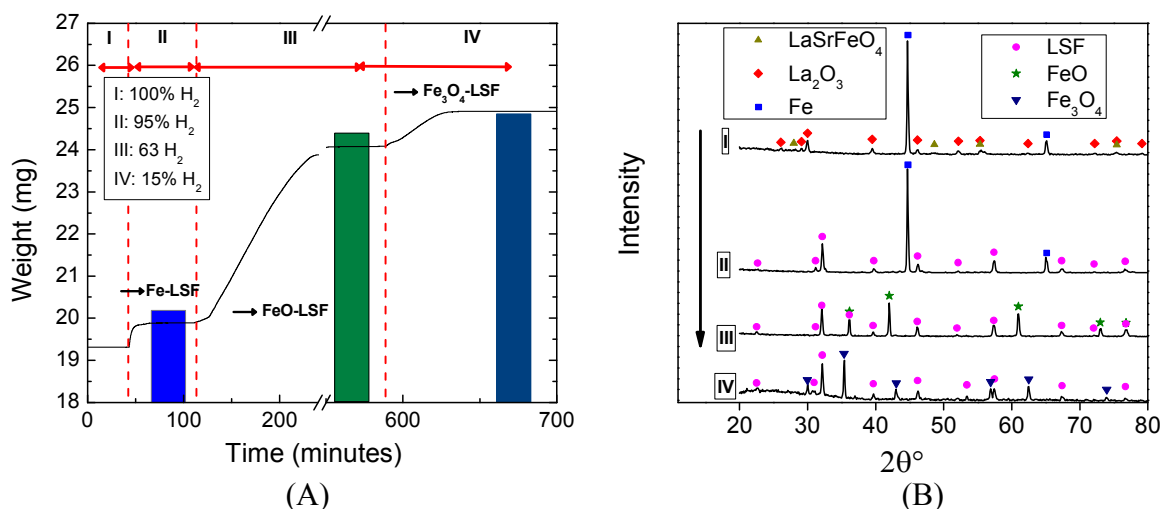 27
26
25
24
23
22
21
20
19
18
Weight (mg)
I
II
III
IV
I: 100% H₂
II: 95% H₂
III: 63 H₂
IV: 15% H₂
Fe-LSF
FeO-LSF
Fe₃O₄-LSF
0
100
200
600
700
Time (minutes)
(A)
LaSrFeO₄
La₂O₃
Fe
LSF
FeO
Fe₃O₄
Intensity
I
II
III
IV
20
30
40
50
60
70
80
2θ°
(B)